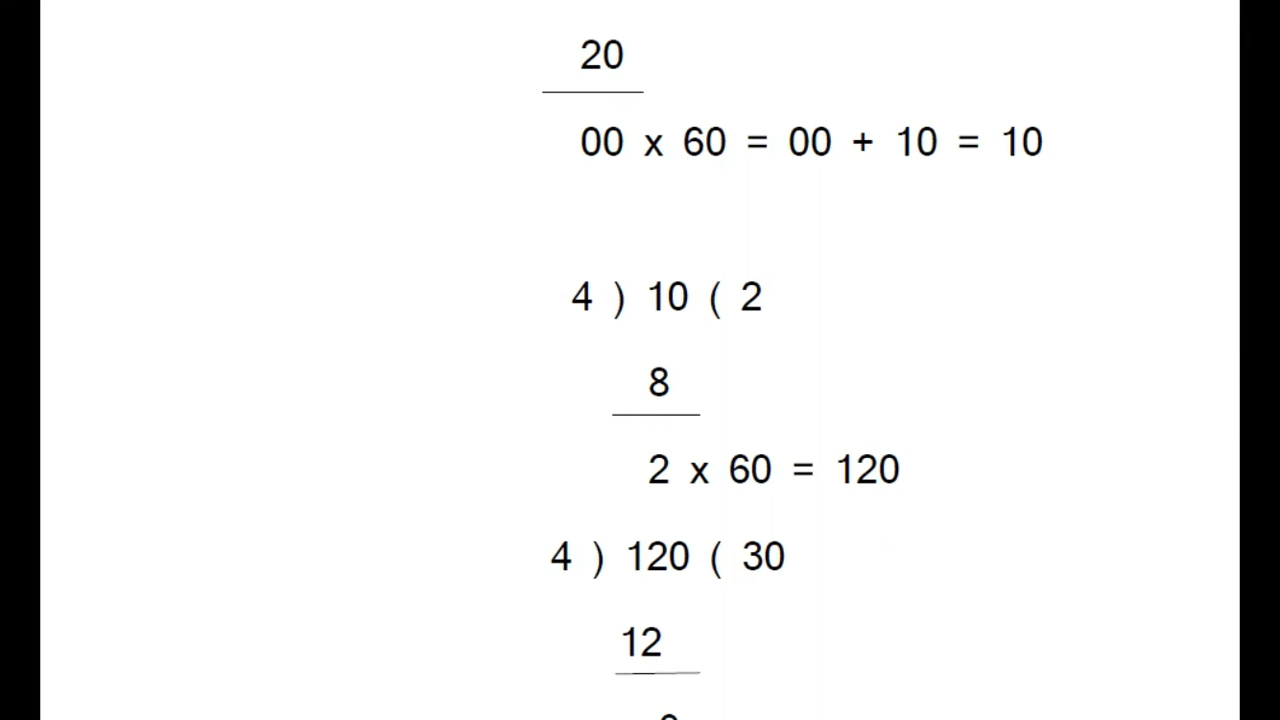 20
00 x 60 = 00 + 10 = 10
4 ) 10 ( 2
8
2 x 60 = 120
4 ) 120 ( 30
12